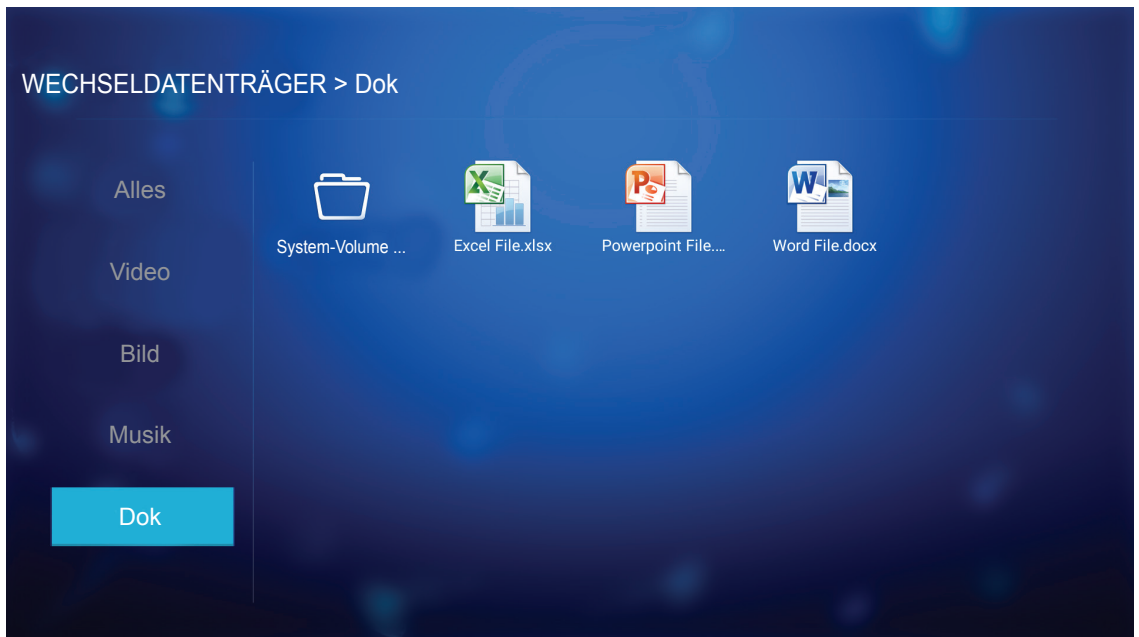 WECHSELDATENTRÄGER > Dok
Alles
Video
Bild
Musik
Dok
System-Volume ...
Excel File.xlsx
Powerpoint File....
Word File.docx